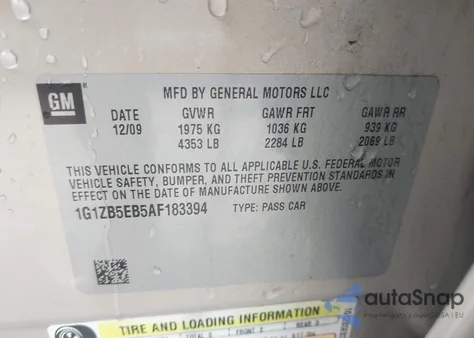 GM
MFD BY GENERAL MOTORS LLC
DATE GVWR GAWR FRT GAWR RR
12/09 1975 KG 1036 KG 939 KG
4353 LB 2284 LB 2069 LB
THIS VEHICLE CONFORMS TO ALL APPLICABLE U.S. FEDERAL MOTOR
VEHICLE SAFETY, BUMPER, AND THEFT PREVENTION STANDARDS IN
EFFECT ON THE DATE OF MANUFACTURE SHOWN ABOVE.
1G1ZB5EB5AF183394 TYPE: PASS CAR
TIRE AND LOADING INFORMATION
autoSnap